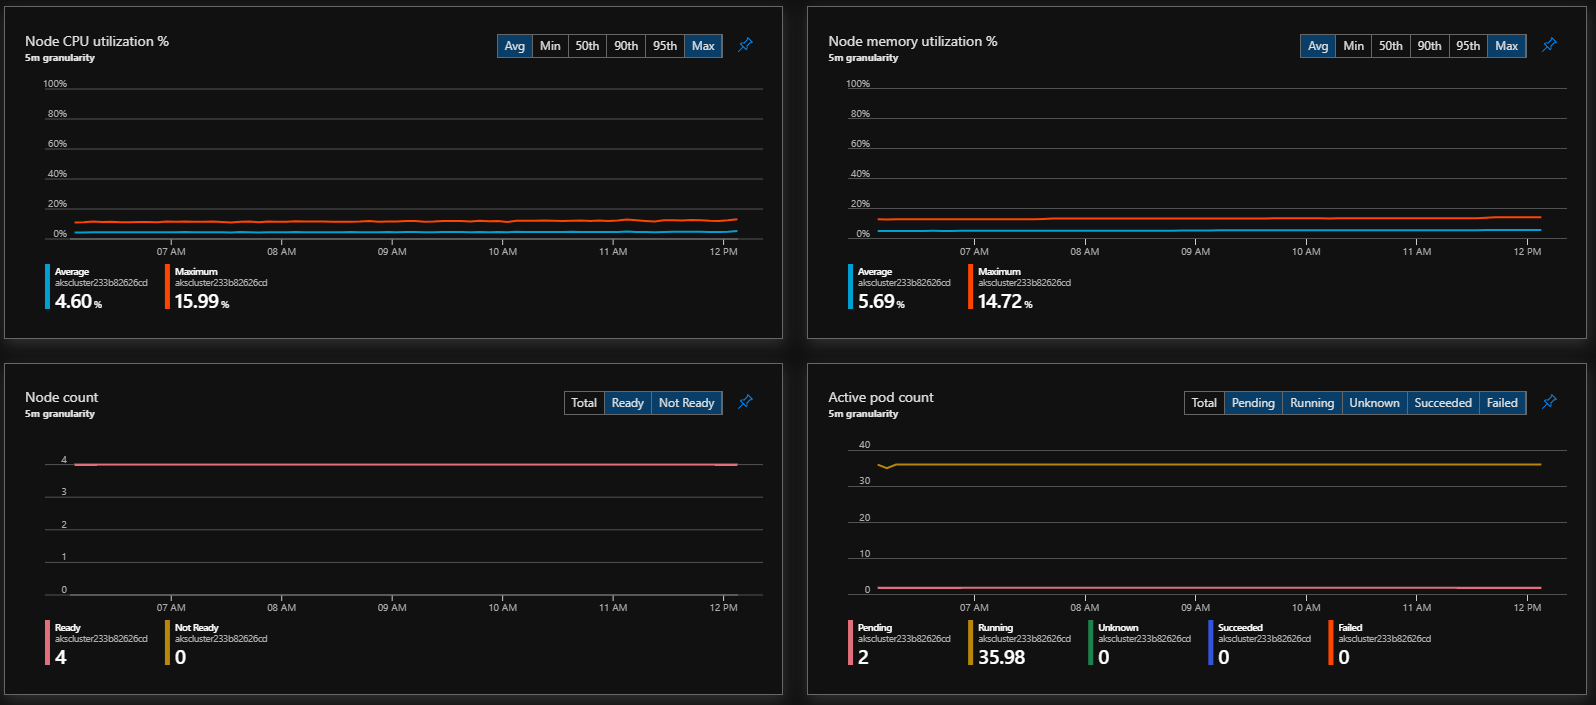 Node CPU utilization %
5m granularity
Avg Min 50th 90th 95th Max
100%
80%
60%
40%
20%
0%
07 AM 08 AM 09 AM 10 AM 11 AM 12 PM
Average Maximum
akscluster233b82626cd akscluster233b82626cd
4.60 % 15.99 %
Node memory utilization %
5m granularity
Avg Min 50th 90th 95th Max
100%
80%
60%
40%
20%
0%
07 AM 08 AM 09 AM 10 AM 11 AM 12 PM
Average Maximum
akscluster233b82626cd akscluster233b82626cd
5.69 % 14.72 %
Node count
5m granularity
Total Ready Not Ready
4
3
2
1
0
07 AM 08 AM 09 AM 10 AM 11 AM 12 PM
Ready Not Ready
akscluster233b82626cd akscluster233b82626cd
4 0
Active pod count
5m granularity
Total Pending Running Unknown Succeeded Failed
40
30
20
10
0
07 AM 08 AM 09 AM 10 AM 11 AM 12 PM
Pending Running Unknown Succeeded Failed
akscluster233b82626cd akscluster233b82626cd akscluster233b82626cd akscluster233b82626cd akscluster233b82626cd
2 35.98 0 0 0